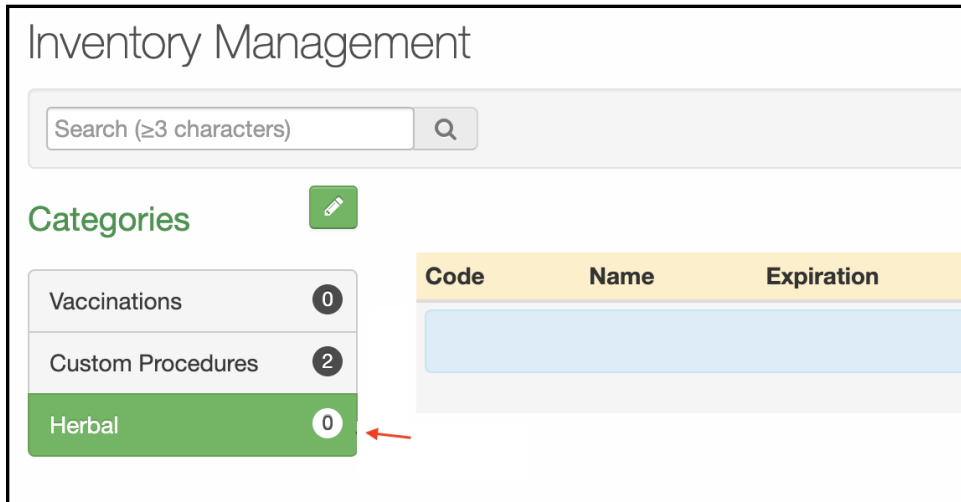 Inventory Management
Search (≥3 characters)
Categories
Vaccinations 0
Custom Procedures 2
Herbal 0
Code Name Expiration